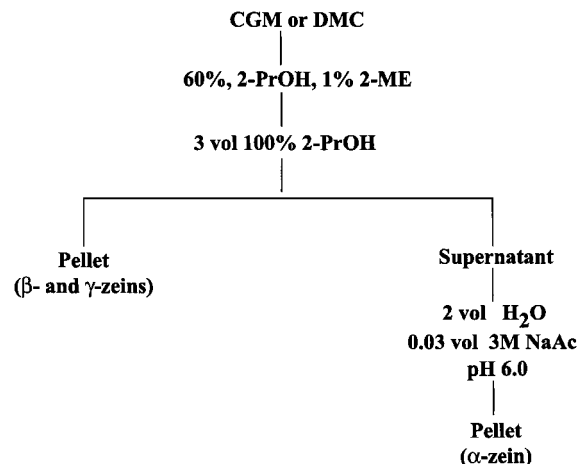 CGM or DMC
60%, 2-PrOH, 1% 2-ME
3 vol 100% 2-PrOH
Pellet
(β- and γ-zeins)
Supernatant
2 vol H₂O
0.03 vol 3M NaAc
pH 6.0
Pellet
(α-zein)